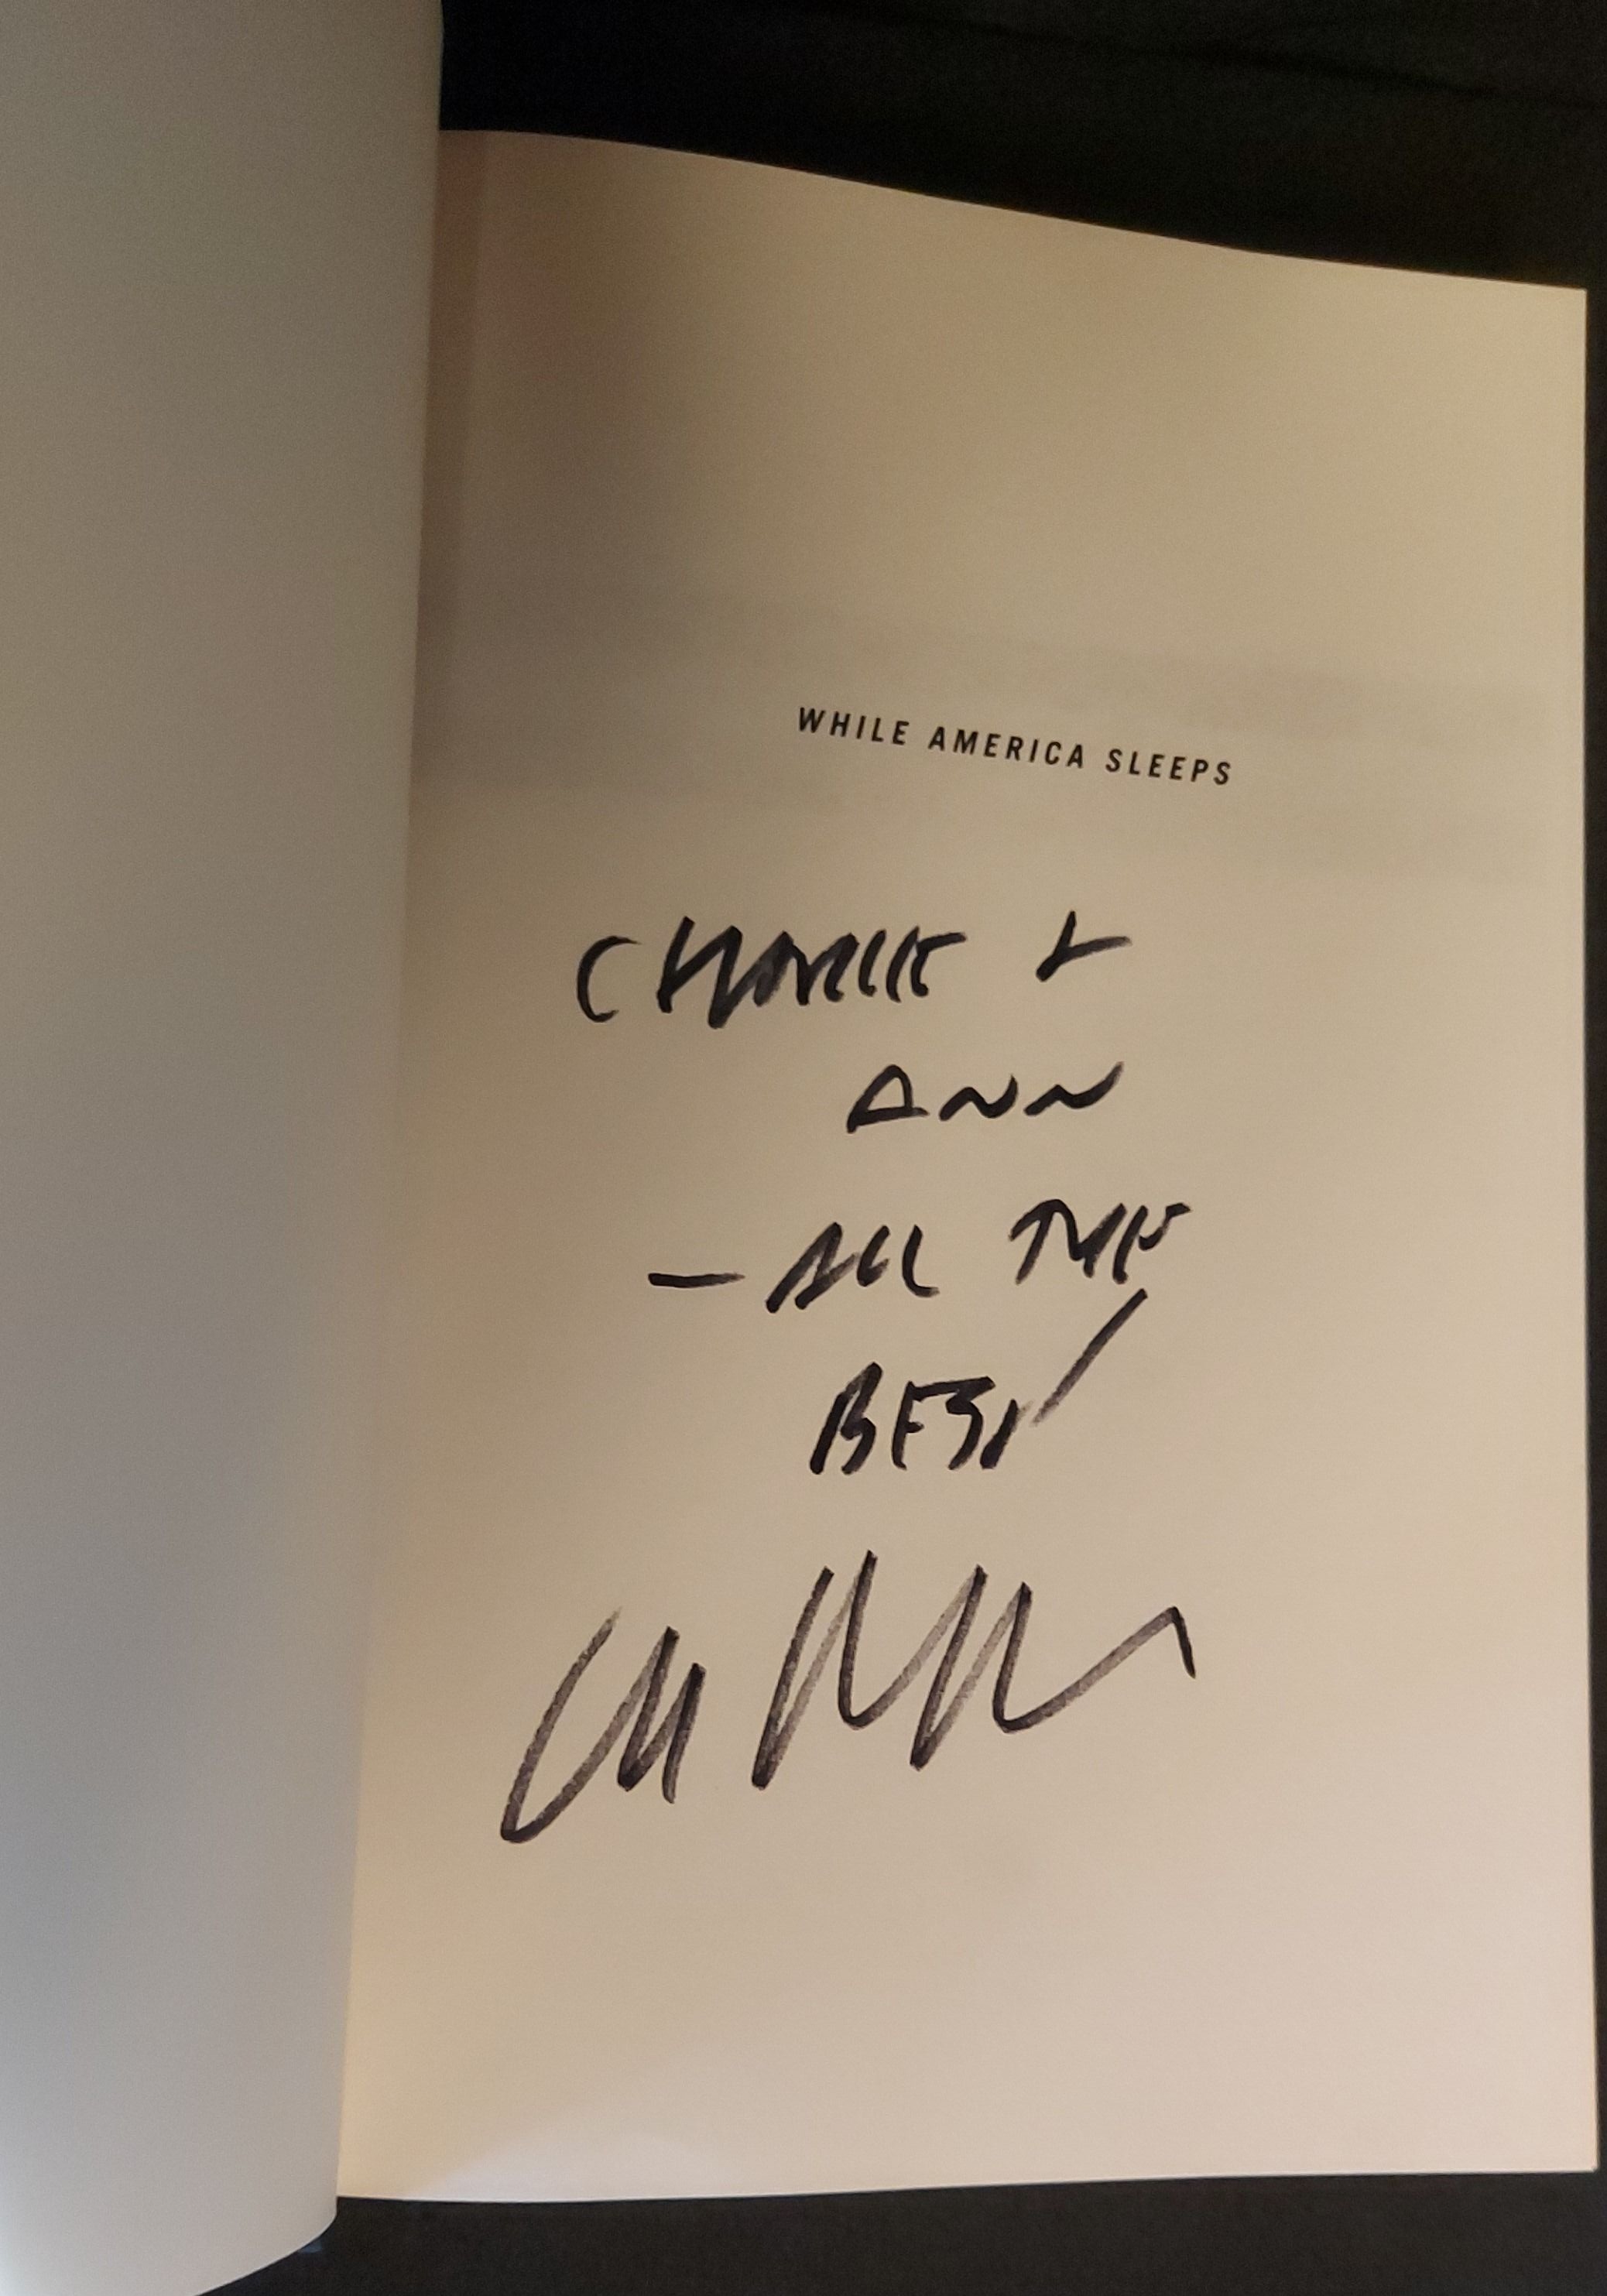 WHILE AMERICA SLEEPS
CHARLIE +
ANN
— ALL THE
BEST